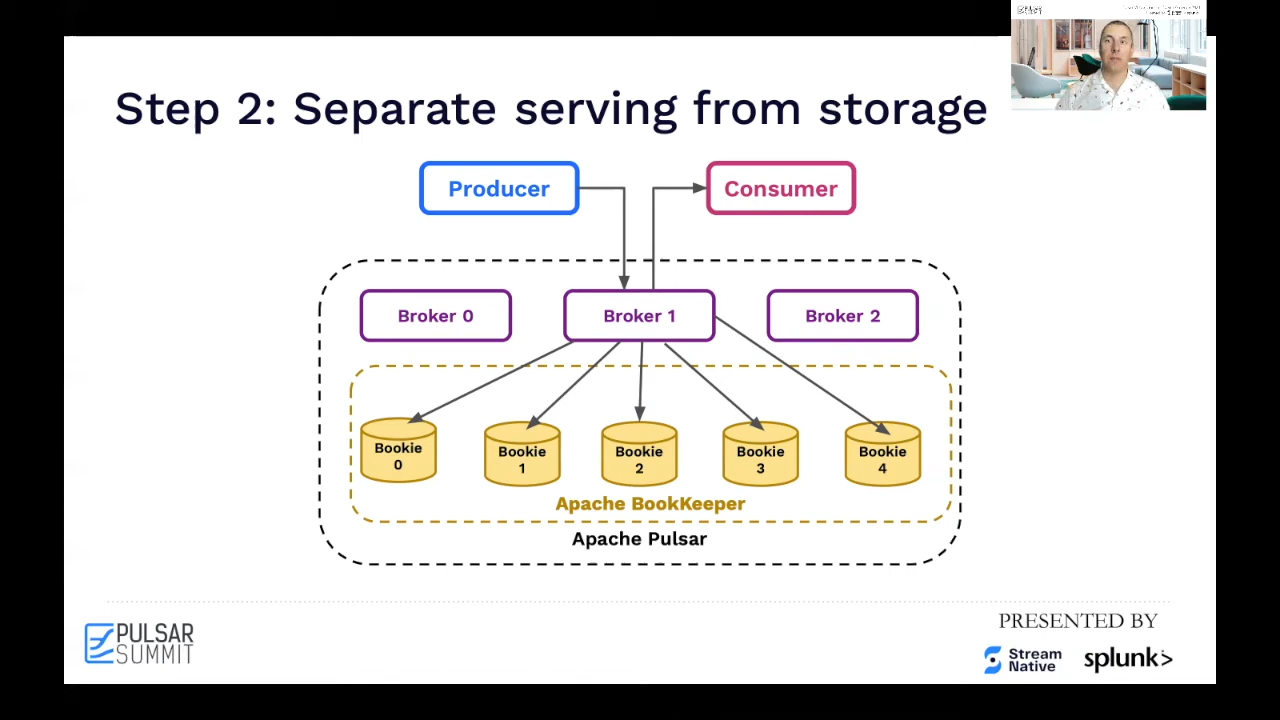 Step 2: Separate serving from storage
Producer
Consumer
Broker 0
Broker 1
Broker 2
Bookie
0
Bookie
1
Bookie
2
Bookie
3
Bookie
4
Apache BookKeeper
Apache Pulsar
PULSAR
SUMMIT
PRESENTED BY
Stream
Native
splunk>